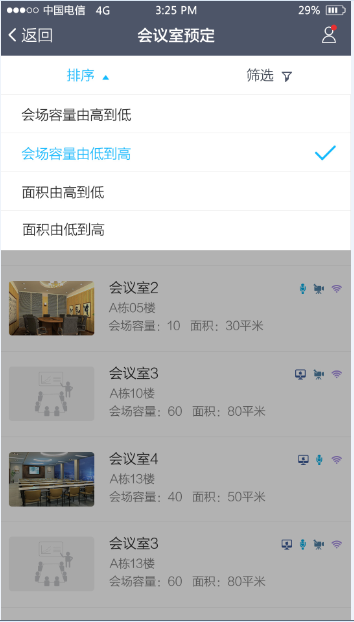 中国电信 4G 3:25 PM 29%
返回 会议室预定
排序 筛选
会场容量由高到低
会场容量由低到高
面积由高到低
面积由低到高
会议室2
A栋05楼
会场容量：10 面积：30平米
会议室3
A栋10楼
会场容量：60 面积：80平米
会议室4
A栋13楼
会场容量：40 面积：50平米
会议室3
A栋13楼
会场容量：60 面积：80平米